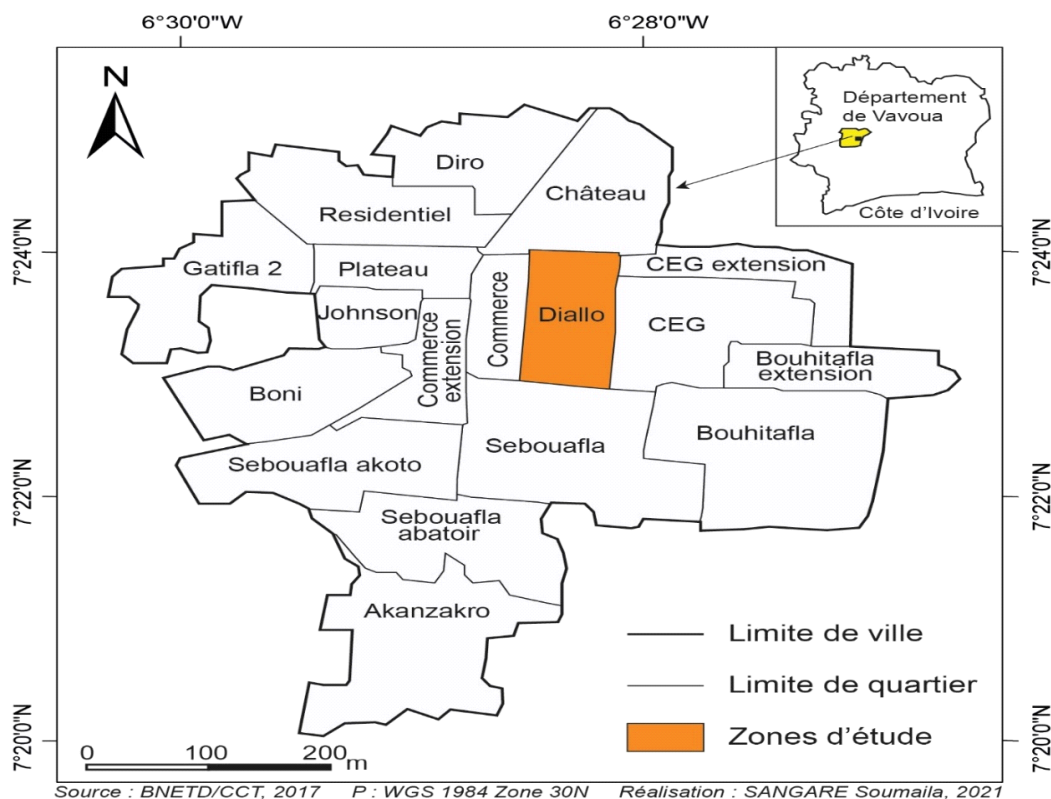 6°30'0"W
6°28'0"W
N
Département
de Vavoua
Côte d'Ivoire
Diro
Château
Residentiel
7°24'0"N
7°24'0"N
Gatifla 2
Plateau
CEG extension
Johnson
Commerce
extension
Commerce
Diallo
CEG
Bouhitafla
extension
Boni
Bouhitafla
Sebouafla
Sebouafla akoto
7°22'0"N
7°22'0"N
Sebouafla
abatoir
Akanzakro
Limite de ville
Limite de quartier
Zones d'étude
7°20'0"N
7°20'0"N
0 100 200 m
Source : BNETD/CCT, 2017 P : WGS 1984 Zone 30N Réalisation : SANGARE Soumaila, 2021